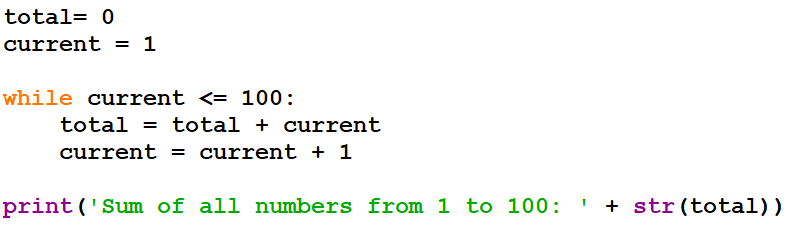 total= 0
current = 1

while current <= 100:
    total = total + current
    current = current + 1

print('Sum of all numbers from 1 to 100: ' + str(total))